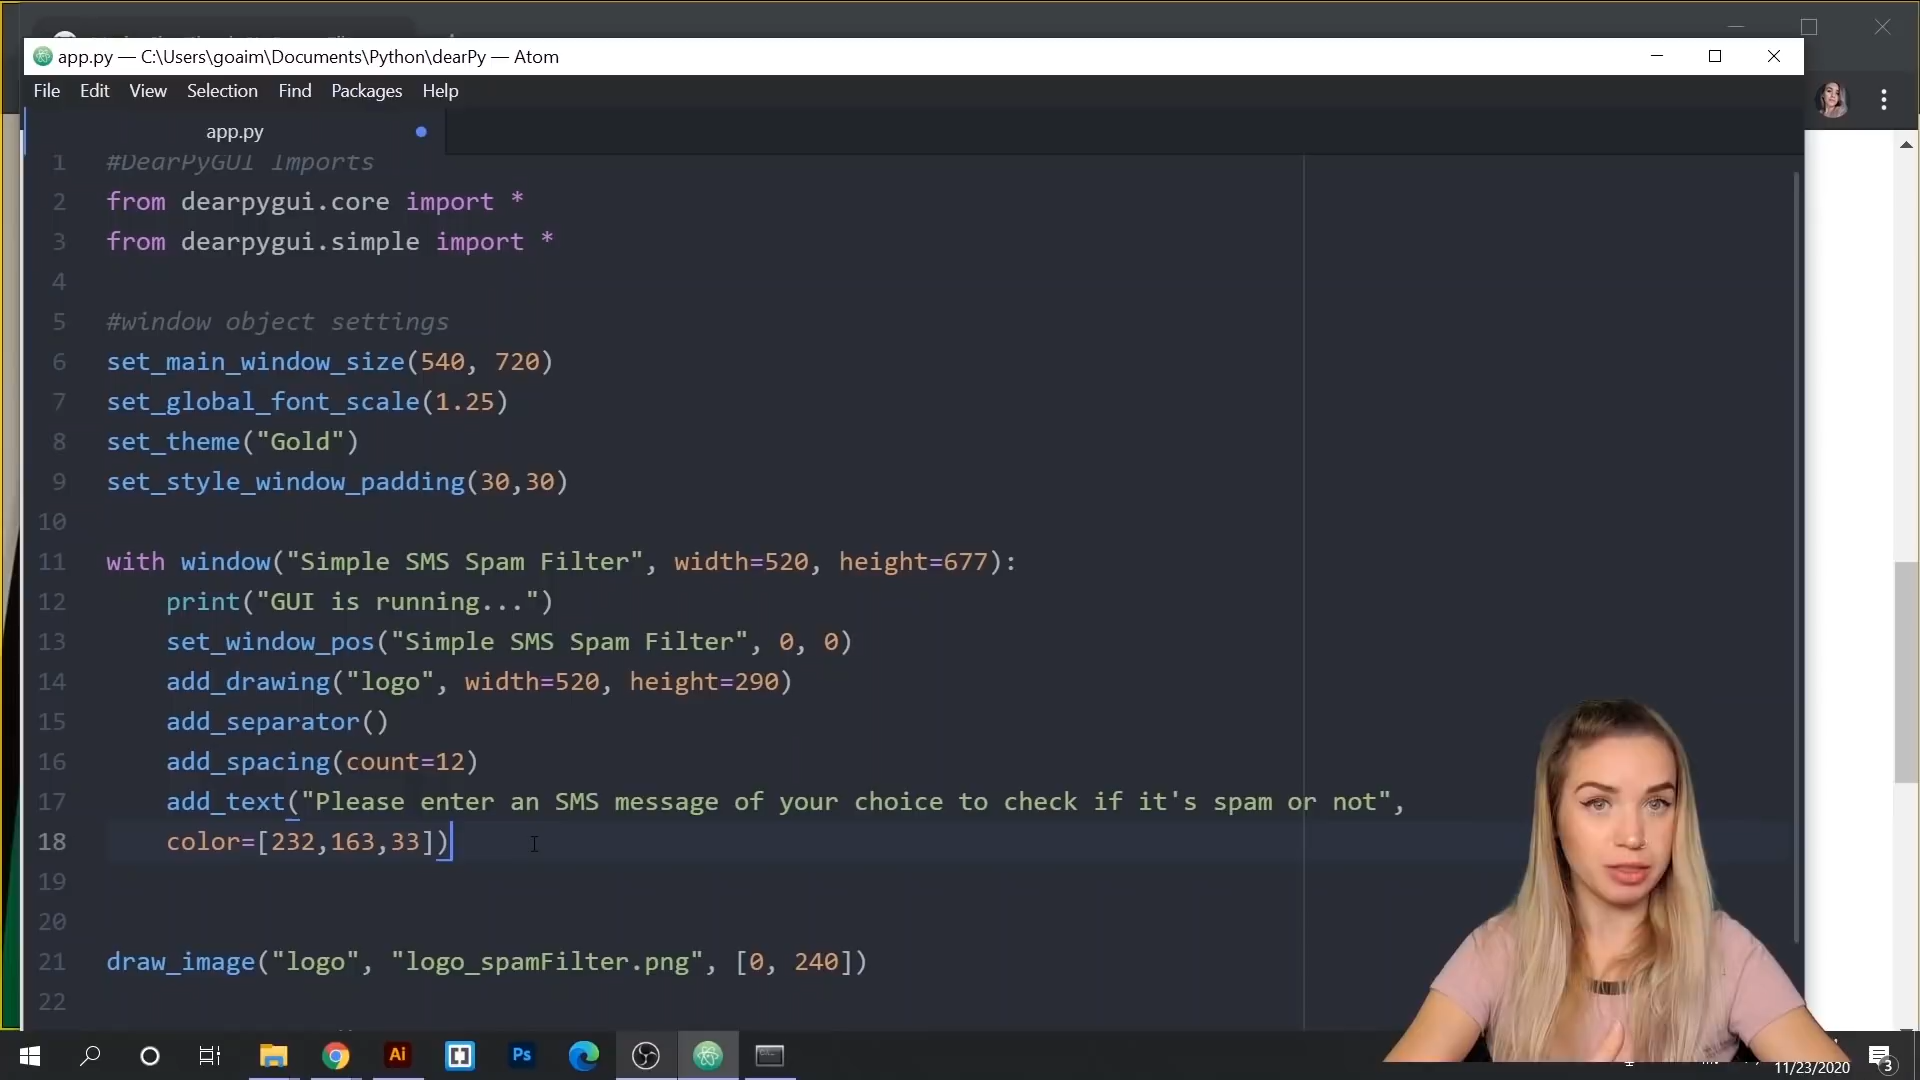 app.py — C:\Users\goaim\Documents\Python\dearPy — Atom
File Edit View Selection Find Packages Help
app.py
1 #DearPyGUI Imports
2 from dearpygui.core import *
3 from dearpygui.simple import *
4
5 #window object settings
6 set_main_window_size(540, 720)
7 set_global_font_scale(1.25)
8 set_theme("Gold")
9 set_style_window_padding(30,30)
10
11 with window("Simple SMS Spam Filter", width=520, height=677):
12 print("GUI is running...")
13 set_window_pos("Simple SMS Spam Filter", 0, 0)
14 add_drawing("logo", width=520, height=290)
15 add_separator()
16 add_spacing(count=12)
17 add_text("Please enter an SMS message of your choice to check if it's spam or not",
18 color=[232,163,33])
19
20
21 draw_image("logo", "logo_spamFilter.png", [0, 240])
22
Ai
Ps
11/23/2020
3